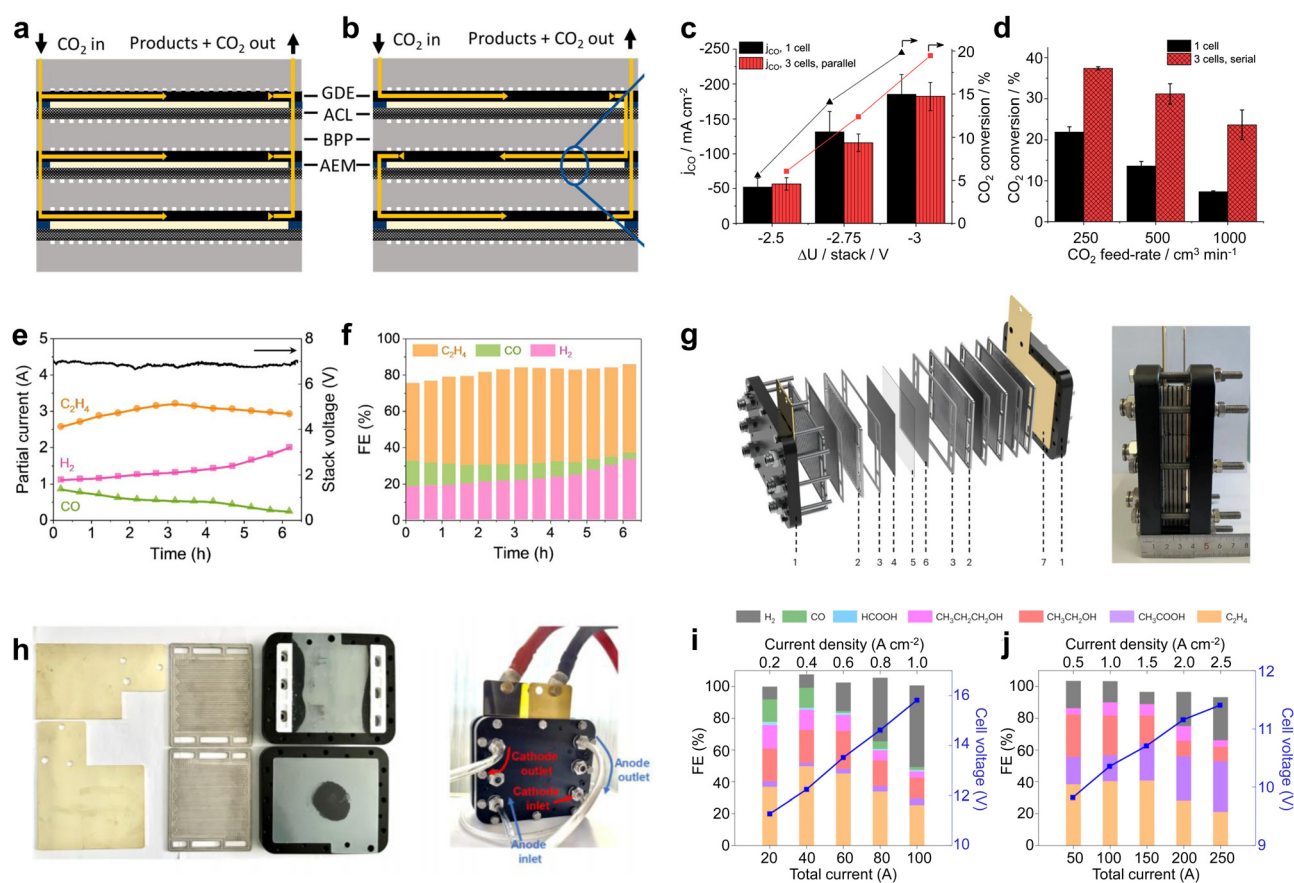 a
CO₂ in
Products + CO₂ out
GDE
ACL
BPP
AEM
b
CO₂ in
Products + CO₂ out
c
j_CO, 1 cell
j_CO, 3 cells, parallel
-250
-200
-150
-100
-50
0
j_CO / mA cm⁻²
20
15
10
5
0
CO₂ conversion / %
-2.5
-2.75
-3
ΔU / stack / V
d
1 cell
3 cells, serial
40
30
20
10
0
CO₂ conversion / %
250
500
1000
CO₂ feed-rate / cm³ min⁻¹
e
5
4
3
2
1
0
Partial current (A)
8
6
4
2
0
Stack voltage (V)
C₂H₄
H₂
CO
0
1
2
3
4
5
6
Time (h)
f
C₂H₄
CO
H₂
100
80
60
40
20
0
FE (%)
0
1
2
3
4
5
6
Time (h)
g
1
2
3
4
5
6
3
2
7
1
1
2
3
4
5
6
7
8
h
Cathode
outlet
Cathode
inlet
Anode
outlet
Anode
inlet
H₂
CO
HCOOH
CH₃CH₂CH₂OH
CH₃CH₂OH
CH₃COOH
C₂H₄
i
Current density (A cm⁻²)
0.2
0.4
0.6
0.8
1.0
100
80
60
40
20
0
FE (%)
16
14
12
10
Cell voltage (V)
20
40
60
80
100
Total current (A)
j
Current density (A cm⁻²)
0.5
1.0
1.5
2.0
2.5
100
80
60
40
20
0
FE (%)
12
11
10
9
Cell voltage (V)
50
100
150
200
250
Total current (A)